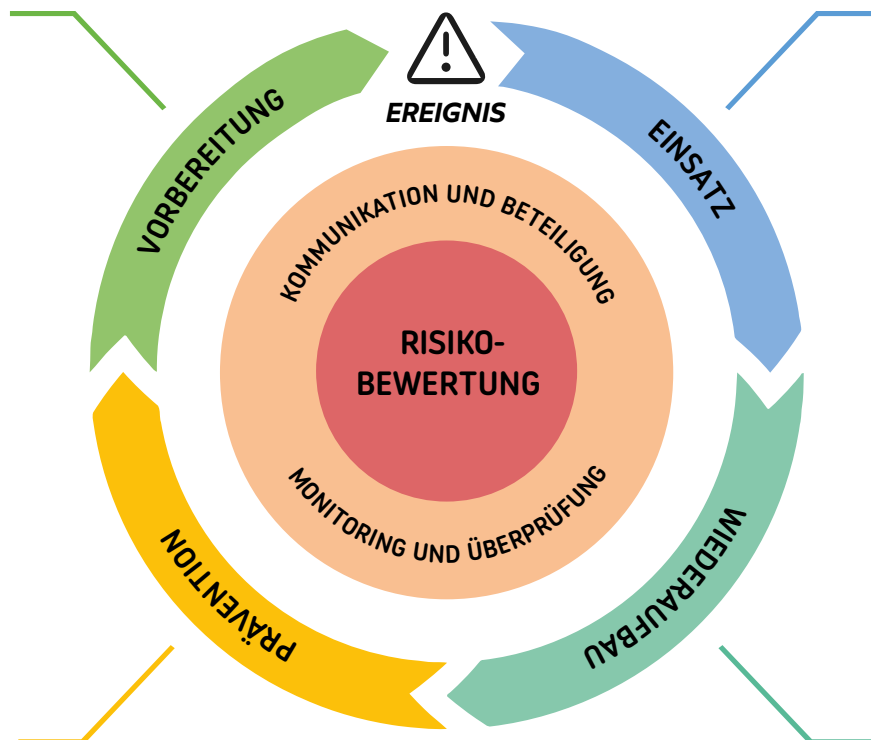 EREIGNIS
VORBEREITUNG
EINSATZ
KOMMUNIKATION UND BETEILIGUNG
RISIKO-
BEWERTUNG
MONITORING UND ÜBERPRÜFUNG
PRÄVENTION
WIEDERAUFBAU